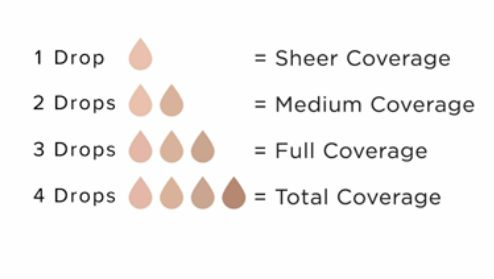 1 Drop = Sheer Coverage
2 Drops = Medium Coverage
3 Drops = Full Coverage
4 Drops = Total Coverage